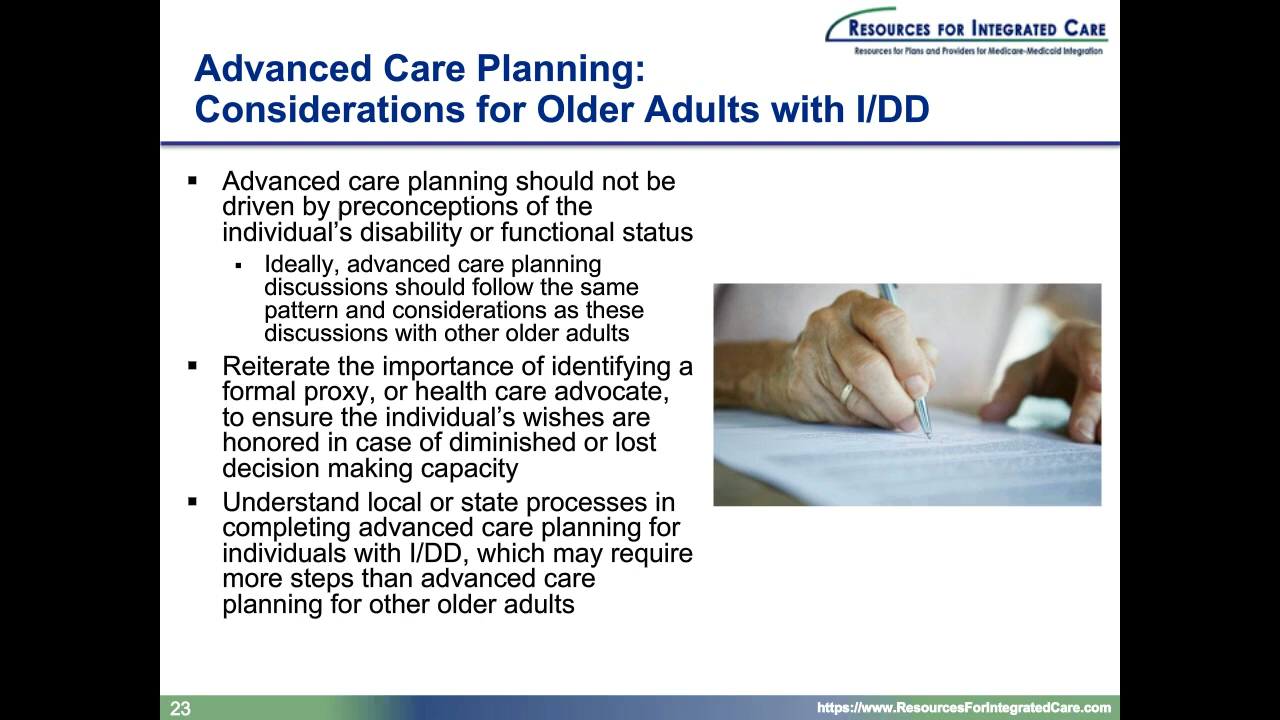 RESOURCES FOR INTEGRATED CARE
Resources for Plans and Providers for Medicare-Medicaid Integration
Advanced Care Planning:
Considerations for Older Adults with I/DD
▪ Advanced care planning should not be
driven by preconceptions of the
individual’s disability or functional status
▪ Ideally, advanced care planning
discussions should follow the same
pattern and considerations as these
discussions with other older adults
▪ Reiterate the importance of identifying a
formal proxy, or health care advocate,
to ensure the individual’s wishes are
honored in case of diminished or lost
decision making capacity
▪ Understand local or state processes in
completing advanced care planning for
individuals with I/DD, which may require
more steps than advanced care
planning for other older adults
23
https://www.ResourcesForIntegratedCare.com